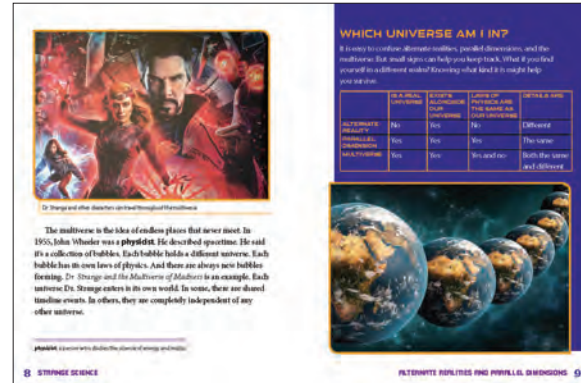 Dr. Strange and other characters can travel throughout the multiverse.
The multiverse is the idea of endless places that never meet. In
1955, John Wheeler was a physicist. He described spacetime. He said
it's a collection of bubbles. Each bubble holds a different universe. Each
bubble has its own laws of physics. And there are always new bubbles
forming. Dr. Strange and the Multiverse of Madness is an example. Each
universe Dr. Strange enters is its own world. In some, there are shared
timeline events. In others, they are completely independent of any
other universe.
physicist: a person who studies the science of energy and matter
8 STRANGE SCIENCE
WHICH UNIVERSE AM I IN?
It is easy to confuse alternate realities, parallel dimensions, and the
multiverse. But small signs can help you keep track. What if you find
yourself in a different realm? Knowing what kind it is might help
you survive.
IS A REAL UNIVERSE
EXISTS ALONGSIDE OUR UNIVERSE
LAWS OF PHYSICS ARE THE SAME AS OUR UNIVERSE
DETAILS ARE
ALTERNATE REALITY No Yes No Different
PARALLEL DIMENSION Yes Yes Yes The same
MULTIVERSE Yes Yes Yes and no Both the same and different
ALTERNATE REALITIES AND PARALLEL DIMENSIONS 9